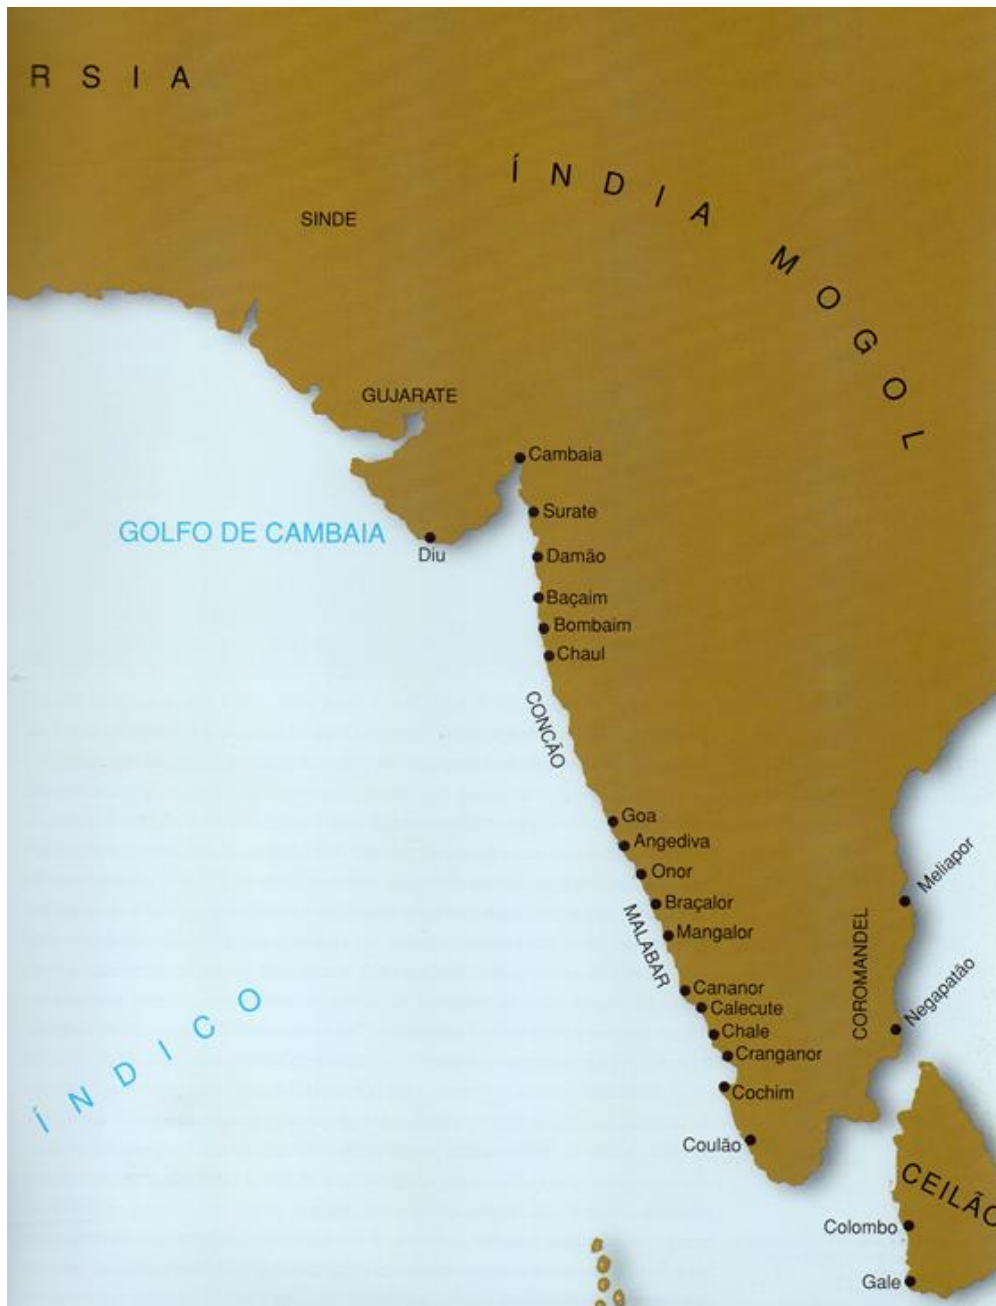 RSIA
ÍNDIA MOGOL
SINDE
GUJARATE
Cambaia
Surate
GOLFO DE CAMBAIA
Diu
Damão
Baçaim
Bombaim
Chaul
CONCÃO
Goa
Angediva
Onor
Meliapor
Braçalor
MALABAR
Mangalor
COROMANDEL
Negapatão
Cananor
ÍNDICO
Calecute
Chale
Cranganor
Cochim
Coulão
CEILÃO
Colombo
Gale